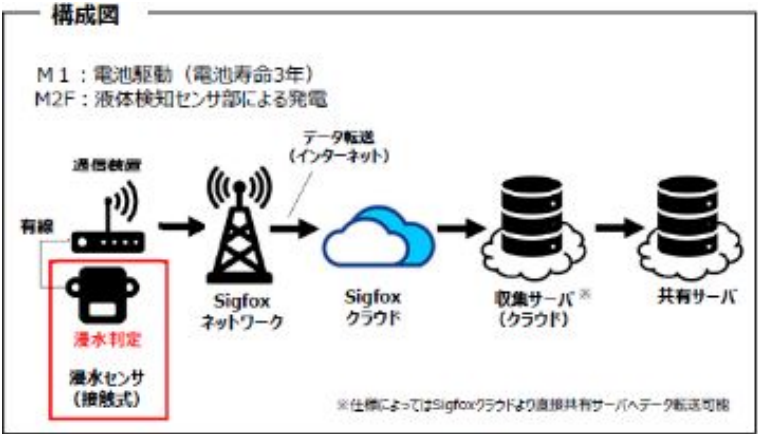 構成図
M1：電池駆動（電池寿命3年）
M2F：液体検知センサ部による発電
データ転送
（インターネット）
通信装置
有線
浸水判定
浸水センサ
（接触式）
Sigfox
ネットワーク
Sigfox
クラウド
収集サーバ※
（クラウド）
共有サーバ
※仕様によってはSigfoxクラウドより直接共有サーバへデータ転送可能